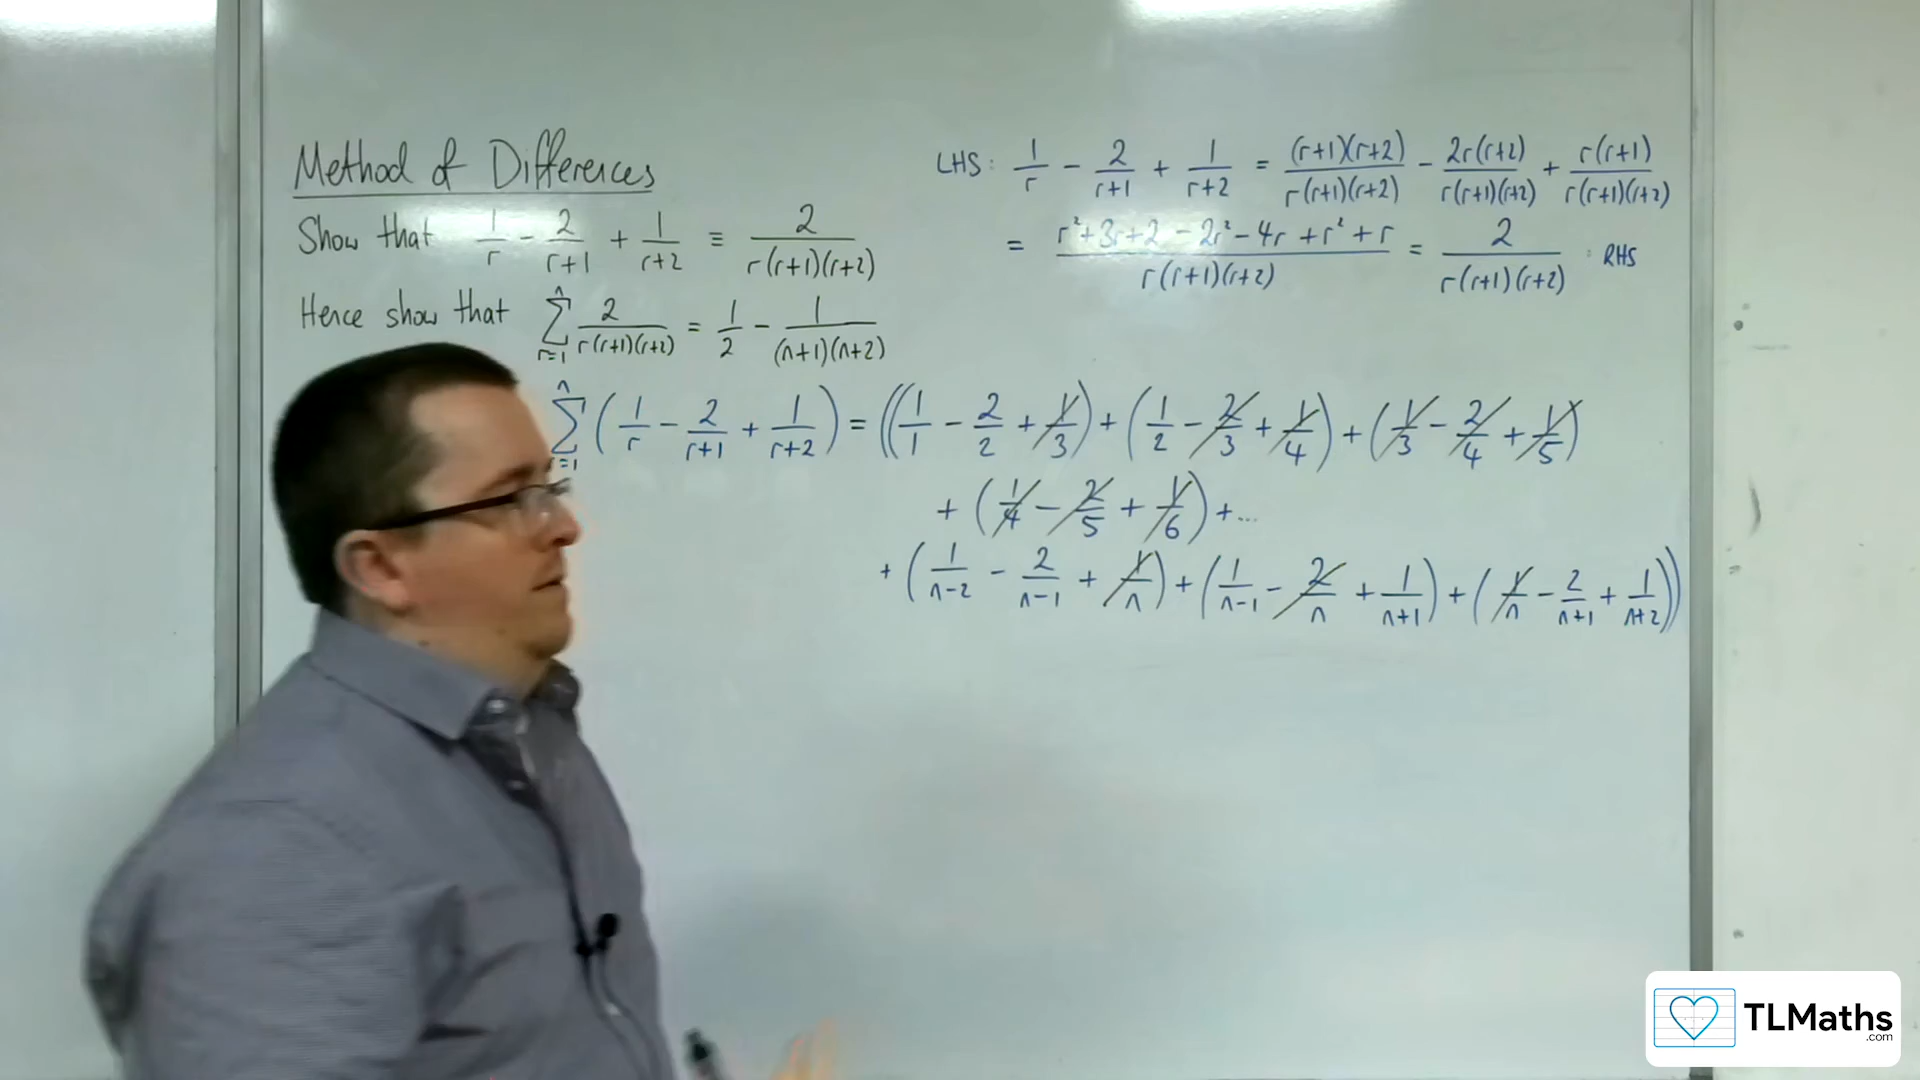 Method of Differences
Show that 1/r - 2/(r+1) + 1/(r+2) ≡ 2/(r(r+1)(r+2))
Hence show that n Σ r=1 2/(r(r+1)(r+2)) = 1/2 - 1/((n+1)(n+2))
LHS: 1/r - 2/(r+1) + 1/(r+2) = (r+1)(r+2)/(r(r+1)(r+2)) - 2r(r+2)/(r(r+1)(r+2)) + r(r+1)/(r(r+1)(r+2))
= (r²+3r+2-2r²-4r+r²+r)/(r(r+1)(r+2)) = 2/(r(r+1)(r+2)) : RHS
n Σ r=1 (1/r - 2/(r+1) + 1/(r+2)) = ((1/1 - 2/2 + 1/3) + (1/2 - 2/3 + 1/4) + (1/3 - 2/4 + 1/5)
+ (1/4 - 2/5 + 1/6) + ...
+ (1/(n-2) - 2/(n-1) + 1/n) + (1/(n-1) - 2/n + 1/(n+1)) + (1/n - 2/(n+1) + 1/(n+2)))
TLMaths
.com